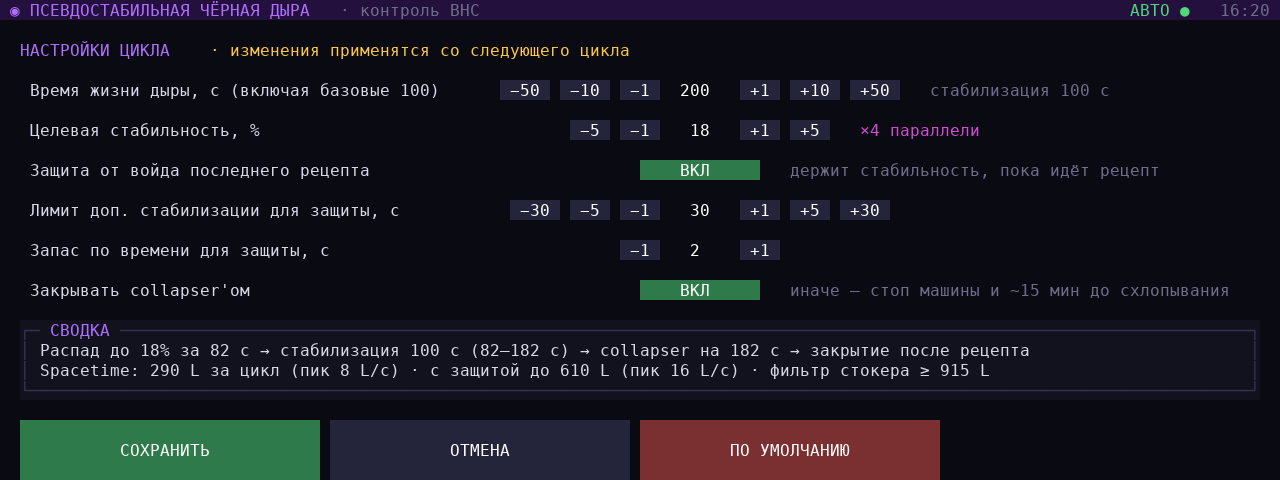 ◉ ПСЕВДОСТАБИЛЬНАЯ ЧЁРНАЯ ДЫРА · контроль BHC АВТО ● 16:20
НАСТРОЙКИ ЦИКЛА · изменения применятся со следующего цикла
Время жизни дыры, с (включая базовые 100) −50 −10 −1 200 +1 +10 +50 стабилизация 100 с
Целевая стабильность, % −5 −1 18 +1 +5 ×4 параллели
Защита от войда последнего рецепта ВКЛ держит стабильность, пока идёт рецепт
Лимит доп. стабилизации для защиты, с −30 −5 −1 30 +1 +5 +30
Запас по времени для защиты, с −1 2 +1
Закрывать collapser'ом ВКЛ иначе — стоп машины и ~15 мин до схлопывания
СВОДКА
Распад до 18% за 82 с → стабилизация 100 с (82–182 с) → collapser на 182 с → закрытие после рецепта
Spacetime: 290 L за цикл (пик 8 L/с) · с защитой до 610 L (пик 16 L/с) · фильтр стокера ≥ 915 L
СОХРАНИТЬ ОТМЕНА ПО УМОЛЧАНИЮ